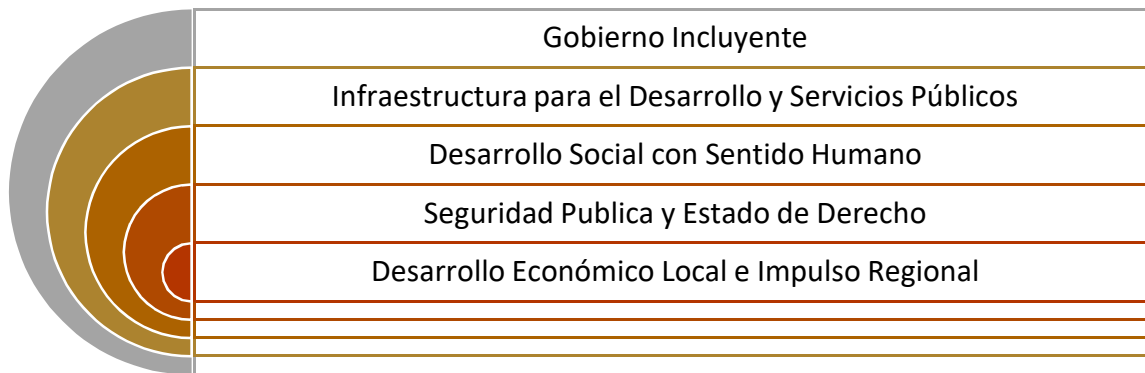 Gobierno Incluyente
Infraestructura para el Desarrollo y Servicios Públicos
Desarrollo Social con Sentido Humano
Seguridad Publica y Estado de Derecho
Desarrollo Económico Local e Impulso Regional